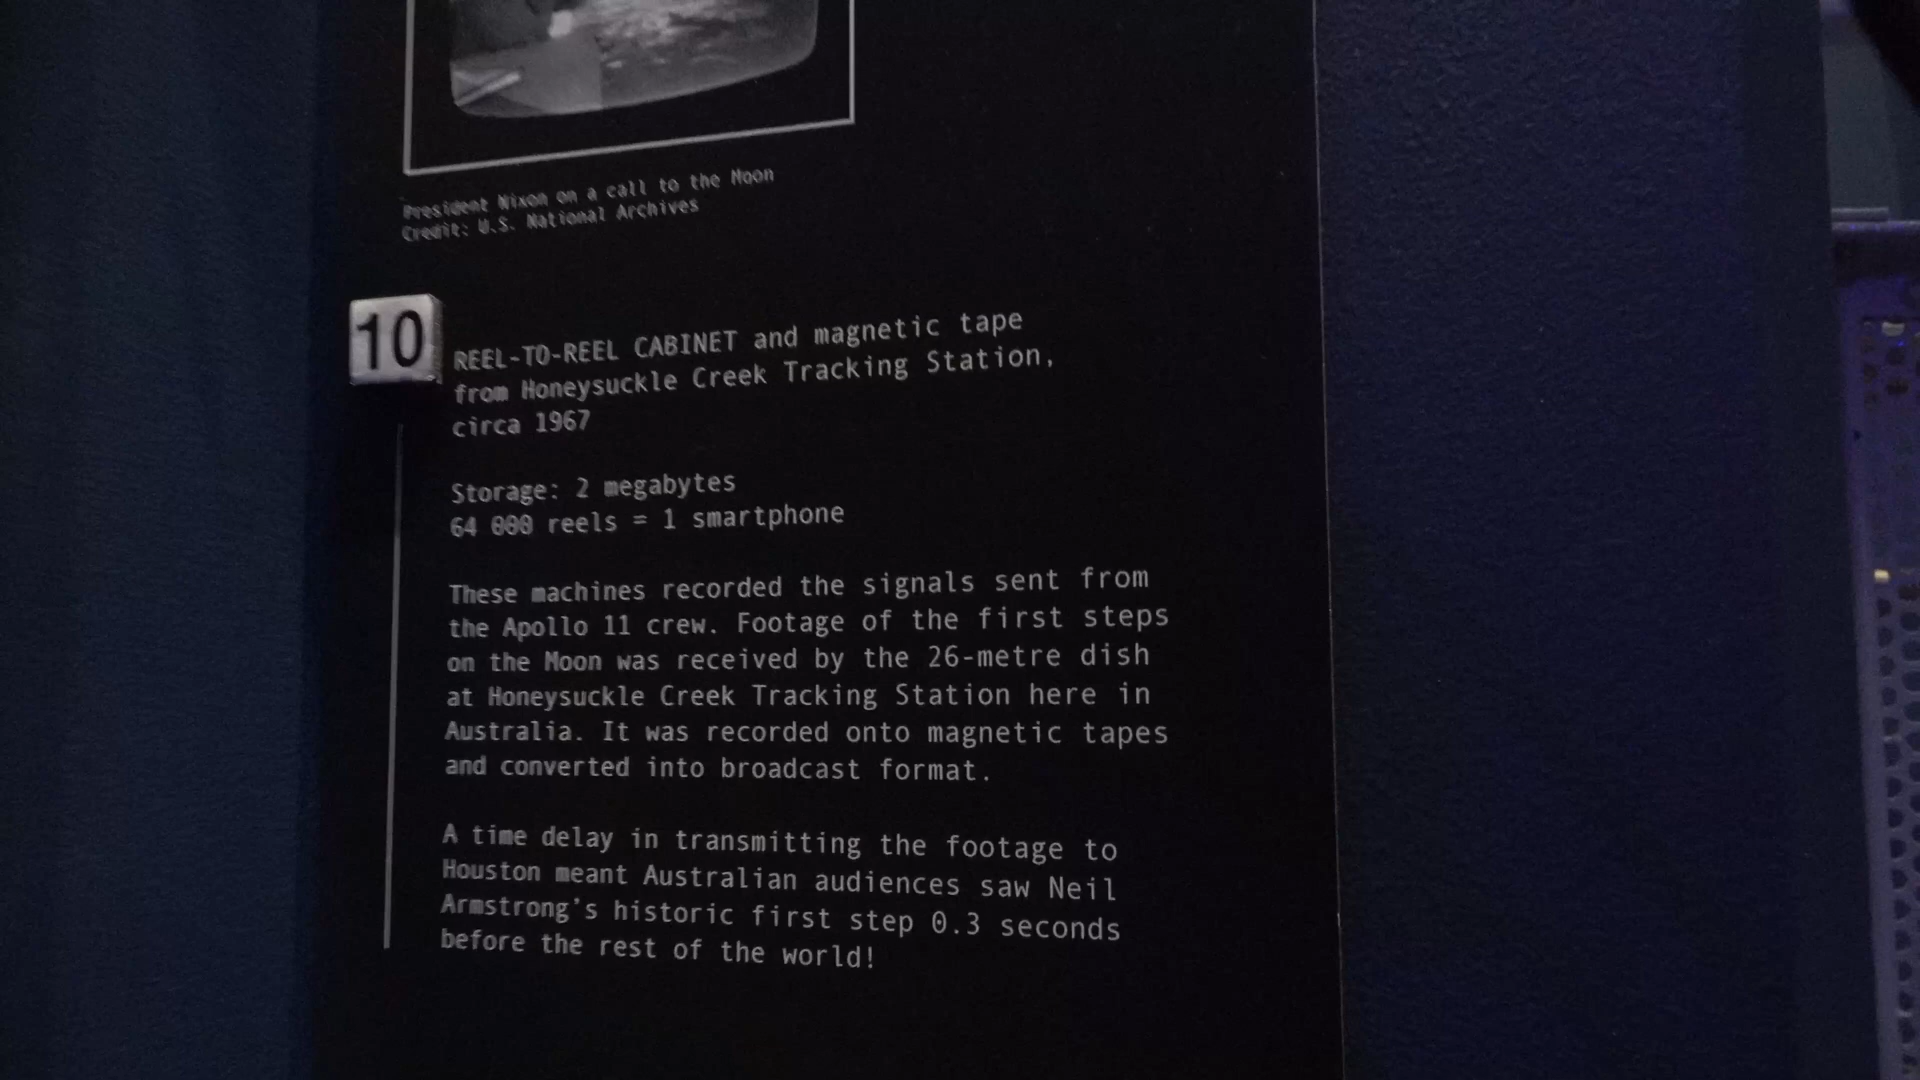 President Nixon on a call to the Moon
Credit: U.S. National Archives
10
REEL-TO-REEL CABINET and magnetic tape
from Honeysuckle Creek Tracking Station,
circa 1967
Storage: 2 megabytes
64 000 reels = 1 smartphone
These machines recorded the signals sent from
the Apollo 11 crew. Footage of the first steps
on the Moon was received by the 26-metre dish
at Honeysuckle Creek Tracking Station here in
Australia. It was recorded onto magnetic tapes
and converted into broadcast format.
A time delay in transmitting the footage to
Houston meant Australian audiences saw Neil
Armstrong's historic first step 0.3 seconds
before the rest of the world!